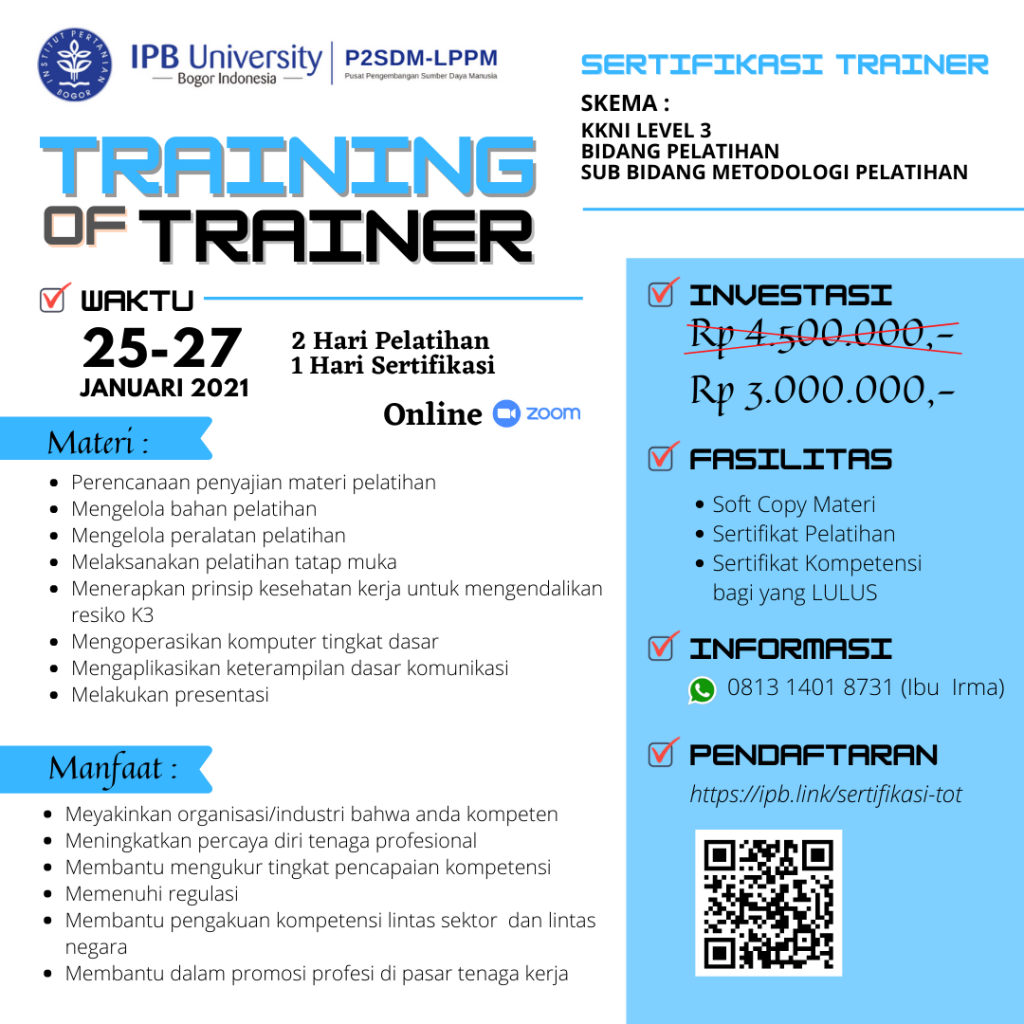 INSTITUT PERTANIAN
BOGOR
IPB University
Bogor Indonesia
P2SDM-LPPM
Pusat Pengembangan Sumber Daya Manusia
TRAINING
OF TRAINER
SERTIFIKASI TRAINER
SKEMA :
KKNI LEVEL 3
BIDANG PELATIHAN
SUB BIDANG METODOLOGI PELATIHAN
WAKTU
25-27
JANUARI 2021
2 Hari Pelatihan
1 Hari Sertifikasi
Online zoom
Materi :
• Perencanaan penyajian materi pelatihan
• Mengelola bahan pelatihan
• Mengelola peralatan pelatihan
• Melaksanakan pelatihan tatap muka
• Menerapkan prinsip kesehatan kerja untuk mengendalikan
resiko K3
• Mengoperasikan komputer tingkat dasar
• Mengaplikasikan keterampilan dasar komunikasi
• Melakukan presentasi
Manfaat :
• Meyakinkan organisasi/industri bahwa anda kompeten
• Meningkatkan percaya diri tenaga profesional
• Membantu mengukur tingkat pencapaian kompetensi
• Memenuhi regulasi
• Membantu pengakuan kompetensi lintas sektor dan lintas
negara
• Membantu dalam promosi profesi di pasar tenaga kerja
INVESTASI
Rp 4.500.000,-
Rp 3.000.000,-
FASILITAS
• Soft Copy Materi
• Sertifikat Pelatihan
• Sertifikat Kompetensi
bagi yang LULUS
INFORMASI
0813 1401 8731 (Ibu Irma)
PENDAFTARAN
https://ipb.link/sertifikasi-tot